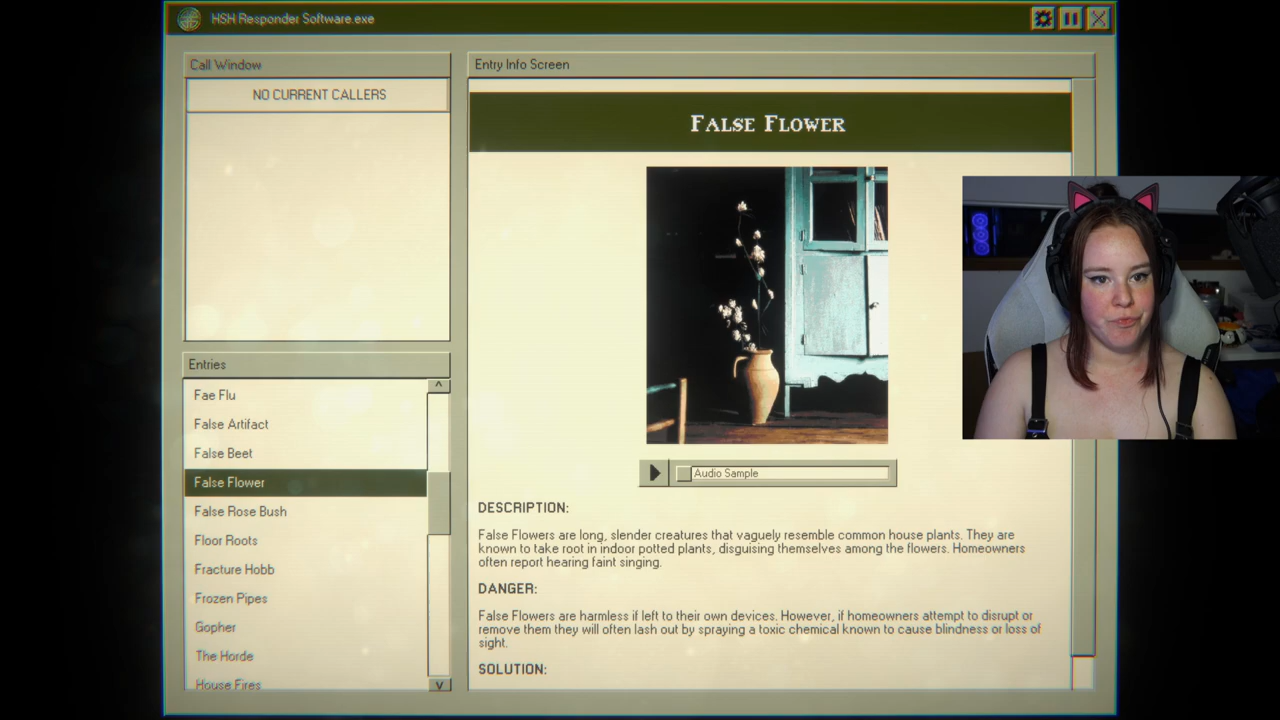 HSH Responder Software.exe
Call Window
NO CURRENT CALLERS
Entries
Fae Flu
False Artifact
False Beet
False Flower
False Rose Bush
Floor Roots
Fracture Hobb
Frozen Pipes
Gopher
The Horde
House Fires
Entry Info Screen
False Flower
Audio Sample
DESCRIPTION:
False Flowers are long, slender creatures that vaguely resemble common house plants. They are
known to take root in indoor potted plants, disguising themselves among the flowers. Homeowners
often report hearing faint singing.
DANGER:
False Flowers are harmless if left to their own devices. However, if homeowners attempt to disrupt or
remove them they will often lash out by spraying a toxic chemical known to cause blindness or loss of
sight.
SOLUTION: